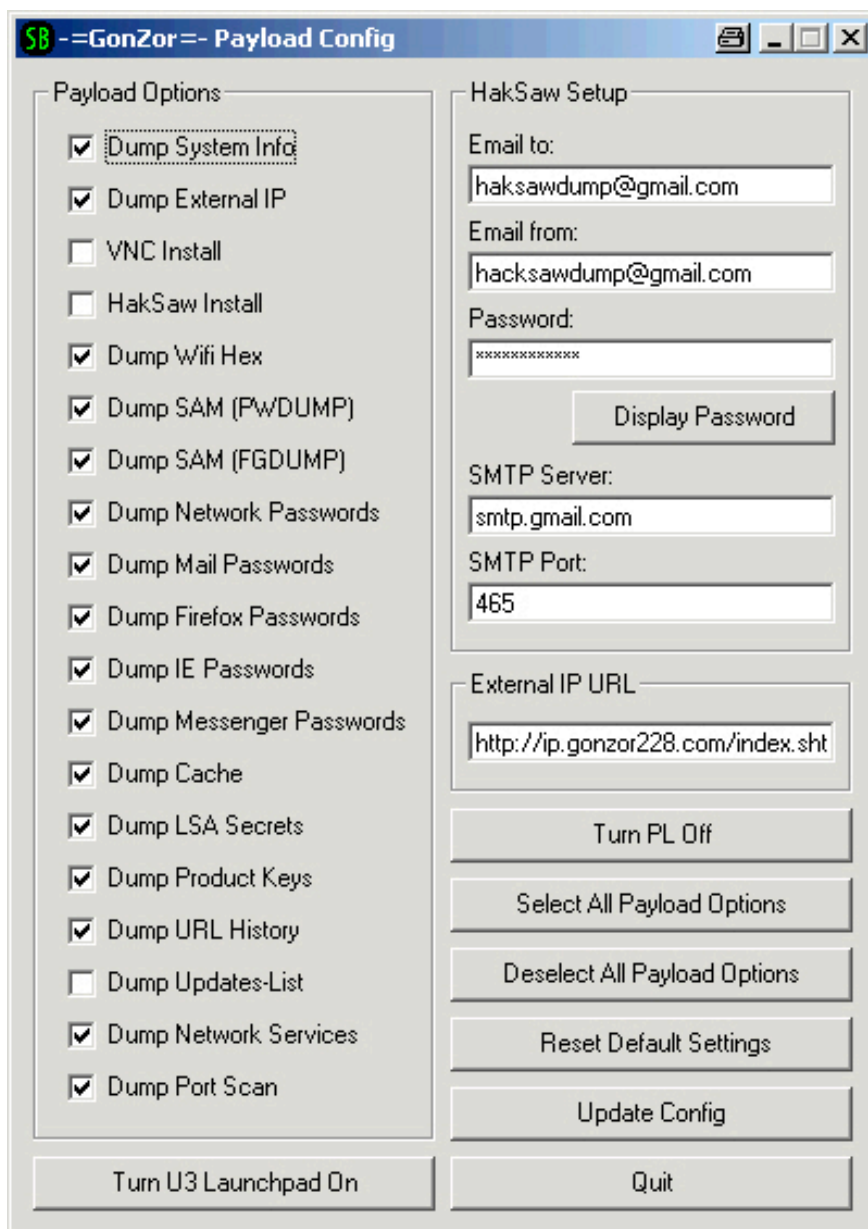 SB -=GonZor=- Payload Config
Payload Options
Dump System Info
Dump External IP
VNC Install
HakSaw Install
Dump Wifi Hex
Dump SAM (PWDUMP)
Dump SAM (FGDUMP)
Dump Network Passwords
Dump Mail Passwords
Dump Firefox Passwords
Dump IE Passwords
Dump Messenger Passwords
Dump Cache
Dump LSA Secrets
Dump Product Keys
Dump URL History
Dump Updates-List
Dump Network Services
Dump Port Scan
Turn U3 Launchpad On
HakSaw Setup
Email to:
haksawdump@gmail.com
Email from:
hacksawdump@gmail.com
Password:
************
Display Password
SMTP Server:
smtp.gmail.com
SMTP Port:
465
External IP URL
http://ip.gonzor228.com/index.sht
Turn PL Off
Select All Payload Options
Deselect All Payload Options
Reset Default Settings
Update Config
Quit